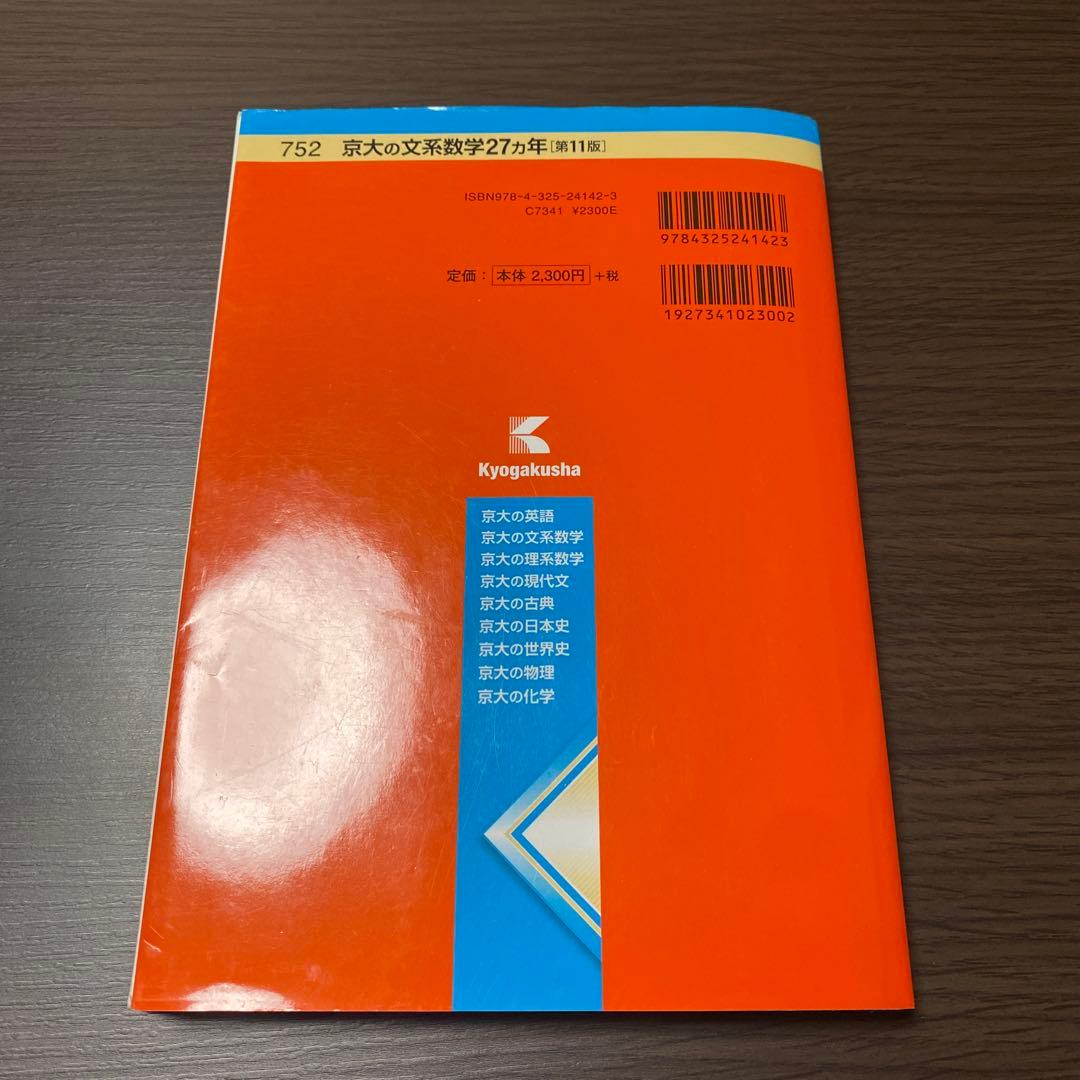 752 京大の文系数学27カ年[第11版]
ISBN978-4-325-24142-3
C7341 ¥2300E
9784325241423
定価: 本体 2,300円 +税
1927341023002
Kyogakusha
京大の英語
京大の文系数学
京大の理系数学
京大の現代文
京大の古典
京大の日本史
京大の世界史
京大の物理
京大の化学